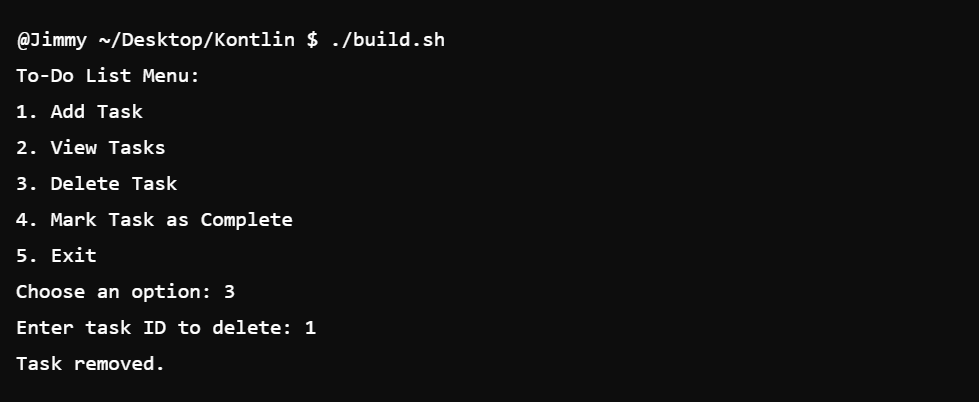 @Jimmy ~/Desktop/Kontlin $ ./build.sh
To-Do List Menu:
1. Add Task
2. View Tasks
3. Delete Task
4. Mark Task as Complete
5. Exit
Choose an option: 3
Enter task ID to delete: 1
Task removed.